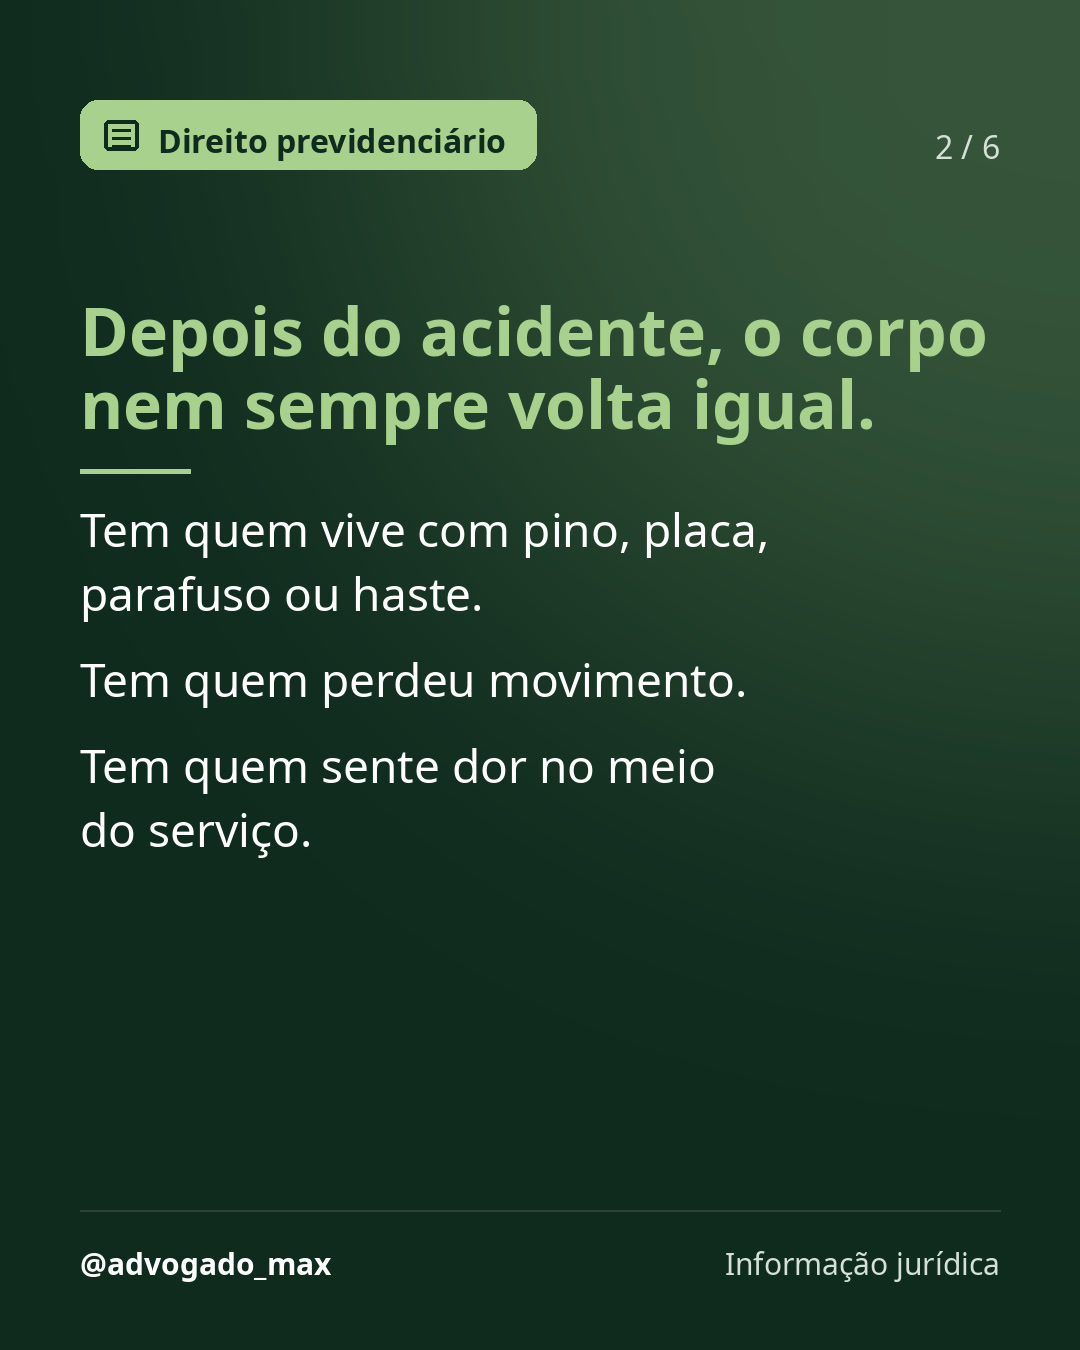 Direito previdenciário
2 / 6
Depois do acidente, o corpo
nem sempre volta igual.
Tem quem vive com pino, placa,
parafuso ou haste.
Tem quem perdeu movimento.
Tem quem sente dor no meio
do serviço.
@advogado_max
Informação jurídica